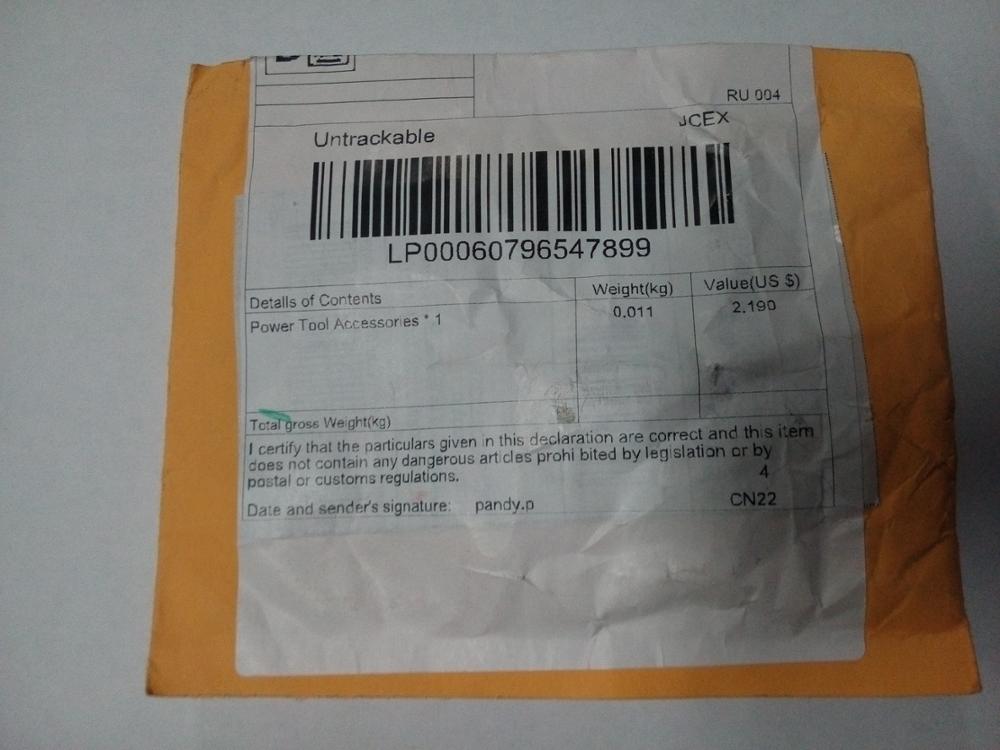 RU 004
Untrackable
JCEX
LP00060796547899
Details of Contents
Weight(kg)
Value(US $)
Power Tool Accessories * 1
0.011
2.190
Total gross Weight(kg)
I certify that the particulars given in this declaration are correct and this item
does not contain any dangerous articles prohi bited by legislation or by
postal or customs regulations.
4
Date and sender's signature: pandy.p
CN22